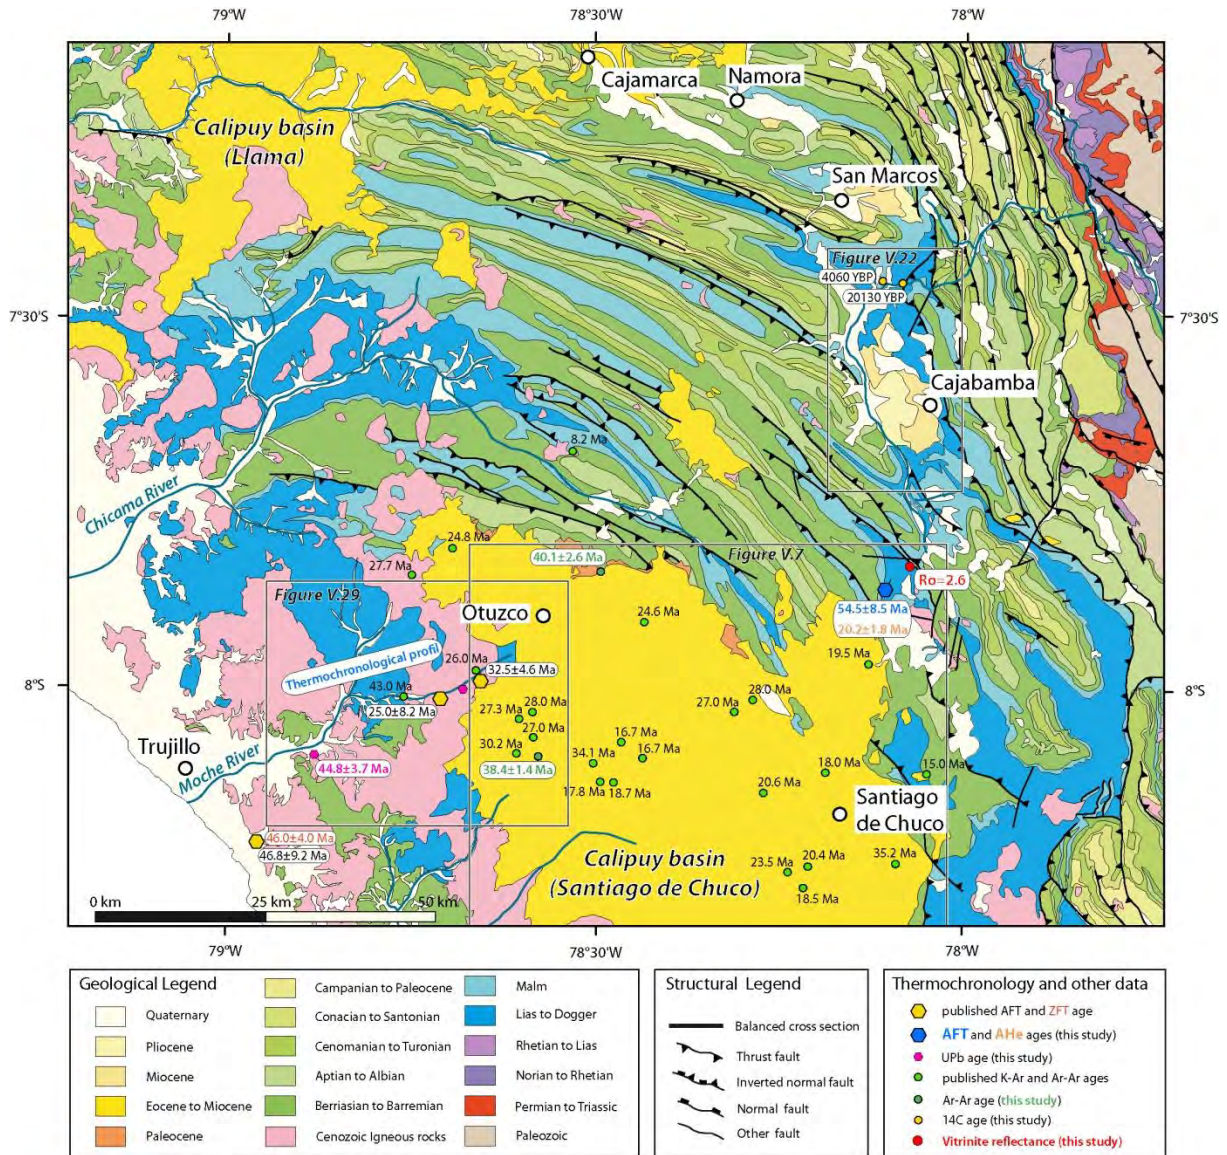 79°W
78°30'W
78°W
Cajamarca
Namora
Calipuy basin
(Llama)
San Marcos
Figure V.22
4060 YBP
20130 YBP
7°30'S
7°30'S
Cajabamba
8.2 Ma
Chicama River
24.8 Ma
27.7 Ma
40.1±2.6 Ma
Figure V.7
Ro=2.6
Figure V.29
Otuzco
54.5±8.5 Ma
20.2±1.8 Ma
24.6 Ma
Thermochronological profil
26.0 Ma
32.5±4.6 Ma
19.5 Ma
8°S
8°S
43.0 Ma
25.0±8.2 Ma
28.0 Ma
27.3 Ma
27.0 Ma
28.0 Ma
27.0 Ma
Trujillo
Moche River
30.2 Ma
16.7 Ma
16.7 Ma
34.1 Ma
44.8±3.7 Ma
38.4±1.4 Ma
18.0 Ma
15.0 Ma
17.8 Ma
18.7 Ma
20.6 Ma
Santiago
de Chuco
46.0±4.0 Ma
46.8±9.2 Ma
Calipuy basin
(Santiago de Chuco)
23.5 Ma
20.4 Ma
35.2 Ma
18.5 Ma
0 km
25 km
50 km
79°W
78°30'W
78°W
Geological Legend
Quaternary
Pliocene
Miocene
Eocene to Miocene
Paleocene
Campanian to Paleocene
Conacian to Santonian
Cenomanian to Turonian
Aptian to Albian
Berriasian to Barremian
Cenozoic Igneous rocks
Malm
Lias to Dogger
Rhetian to Lias
Norian to Rhetian
Permian to Triassic
Paleozoic
Structural Legend
Balanced cross section
Thrust fault
Inverted normal fault
Normal fault
Other fault
Thermochronology and other data
published AFT and ZFT age
AFT and AHe ages (this study)
UPb age (this study)
published K-Ar and Ar-Ar ages
Ar-Ar age (this study)
14C age (this study)
Vitrinite reflectance (this study)